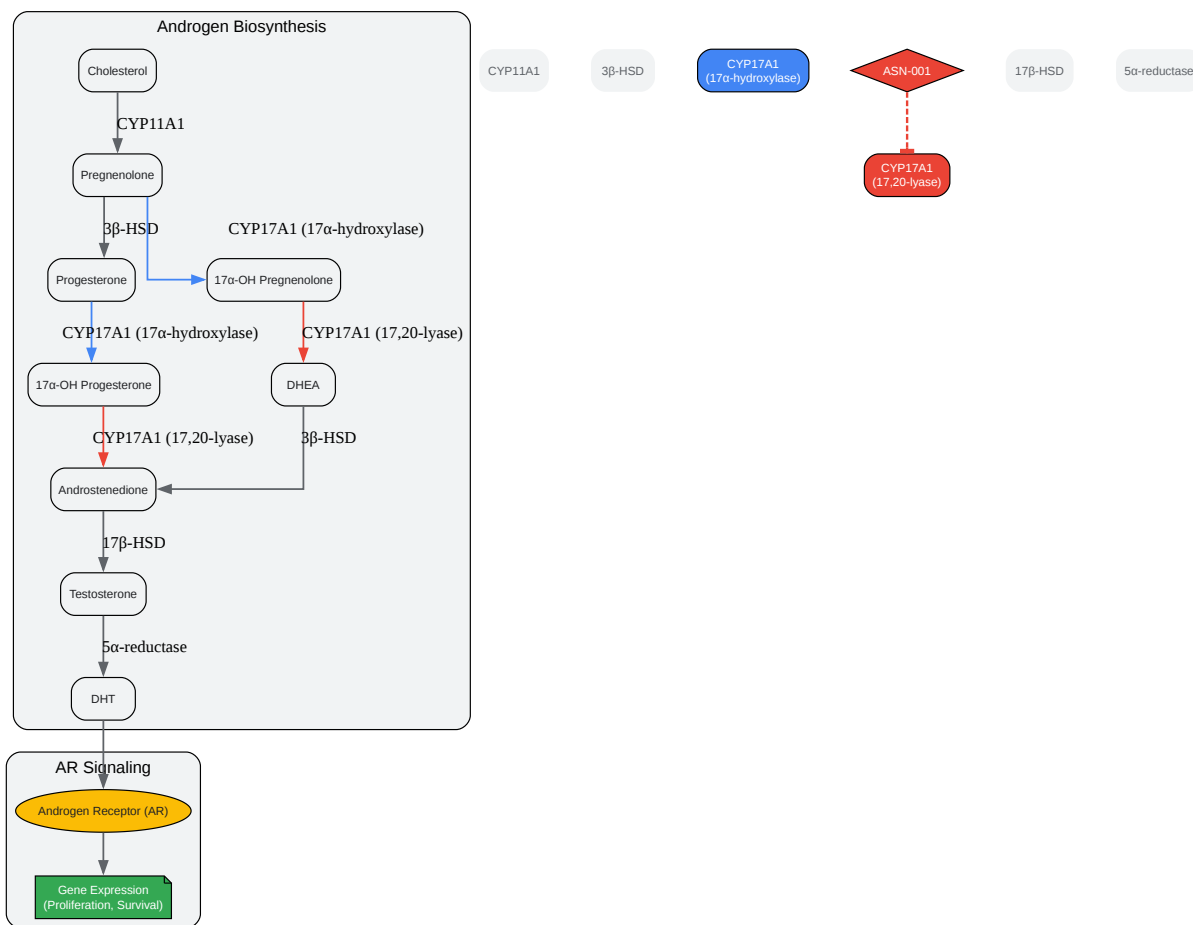 Androgen Biosynthesis
Cholesterol
CYP11A1
3β-HSD
CYP17A1
(17α-hydroxylase)
ASN-001
17β-HSD
5α-reductase
CYP11A1
Pregnenolone
CYP17A1
(17,20-lyase)
3β-HSD
CYP17A1 (17α-hydroxylase)
Progesterone
17α-OH Pregnenolone
CYP17A1 (17α-hydroxylase)
CYP17A1 (17,20-lyase)
17α-OH Progesterone
DHEA
CYP17A1 (17,20-lyase)
3β-HSD
Androstenedione
17β-HSD
Testosterone
5α-reductase
DHT
AR Signaling
Androgen Receptor (AR)
Gene Expression
(Proliferation, Survival)